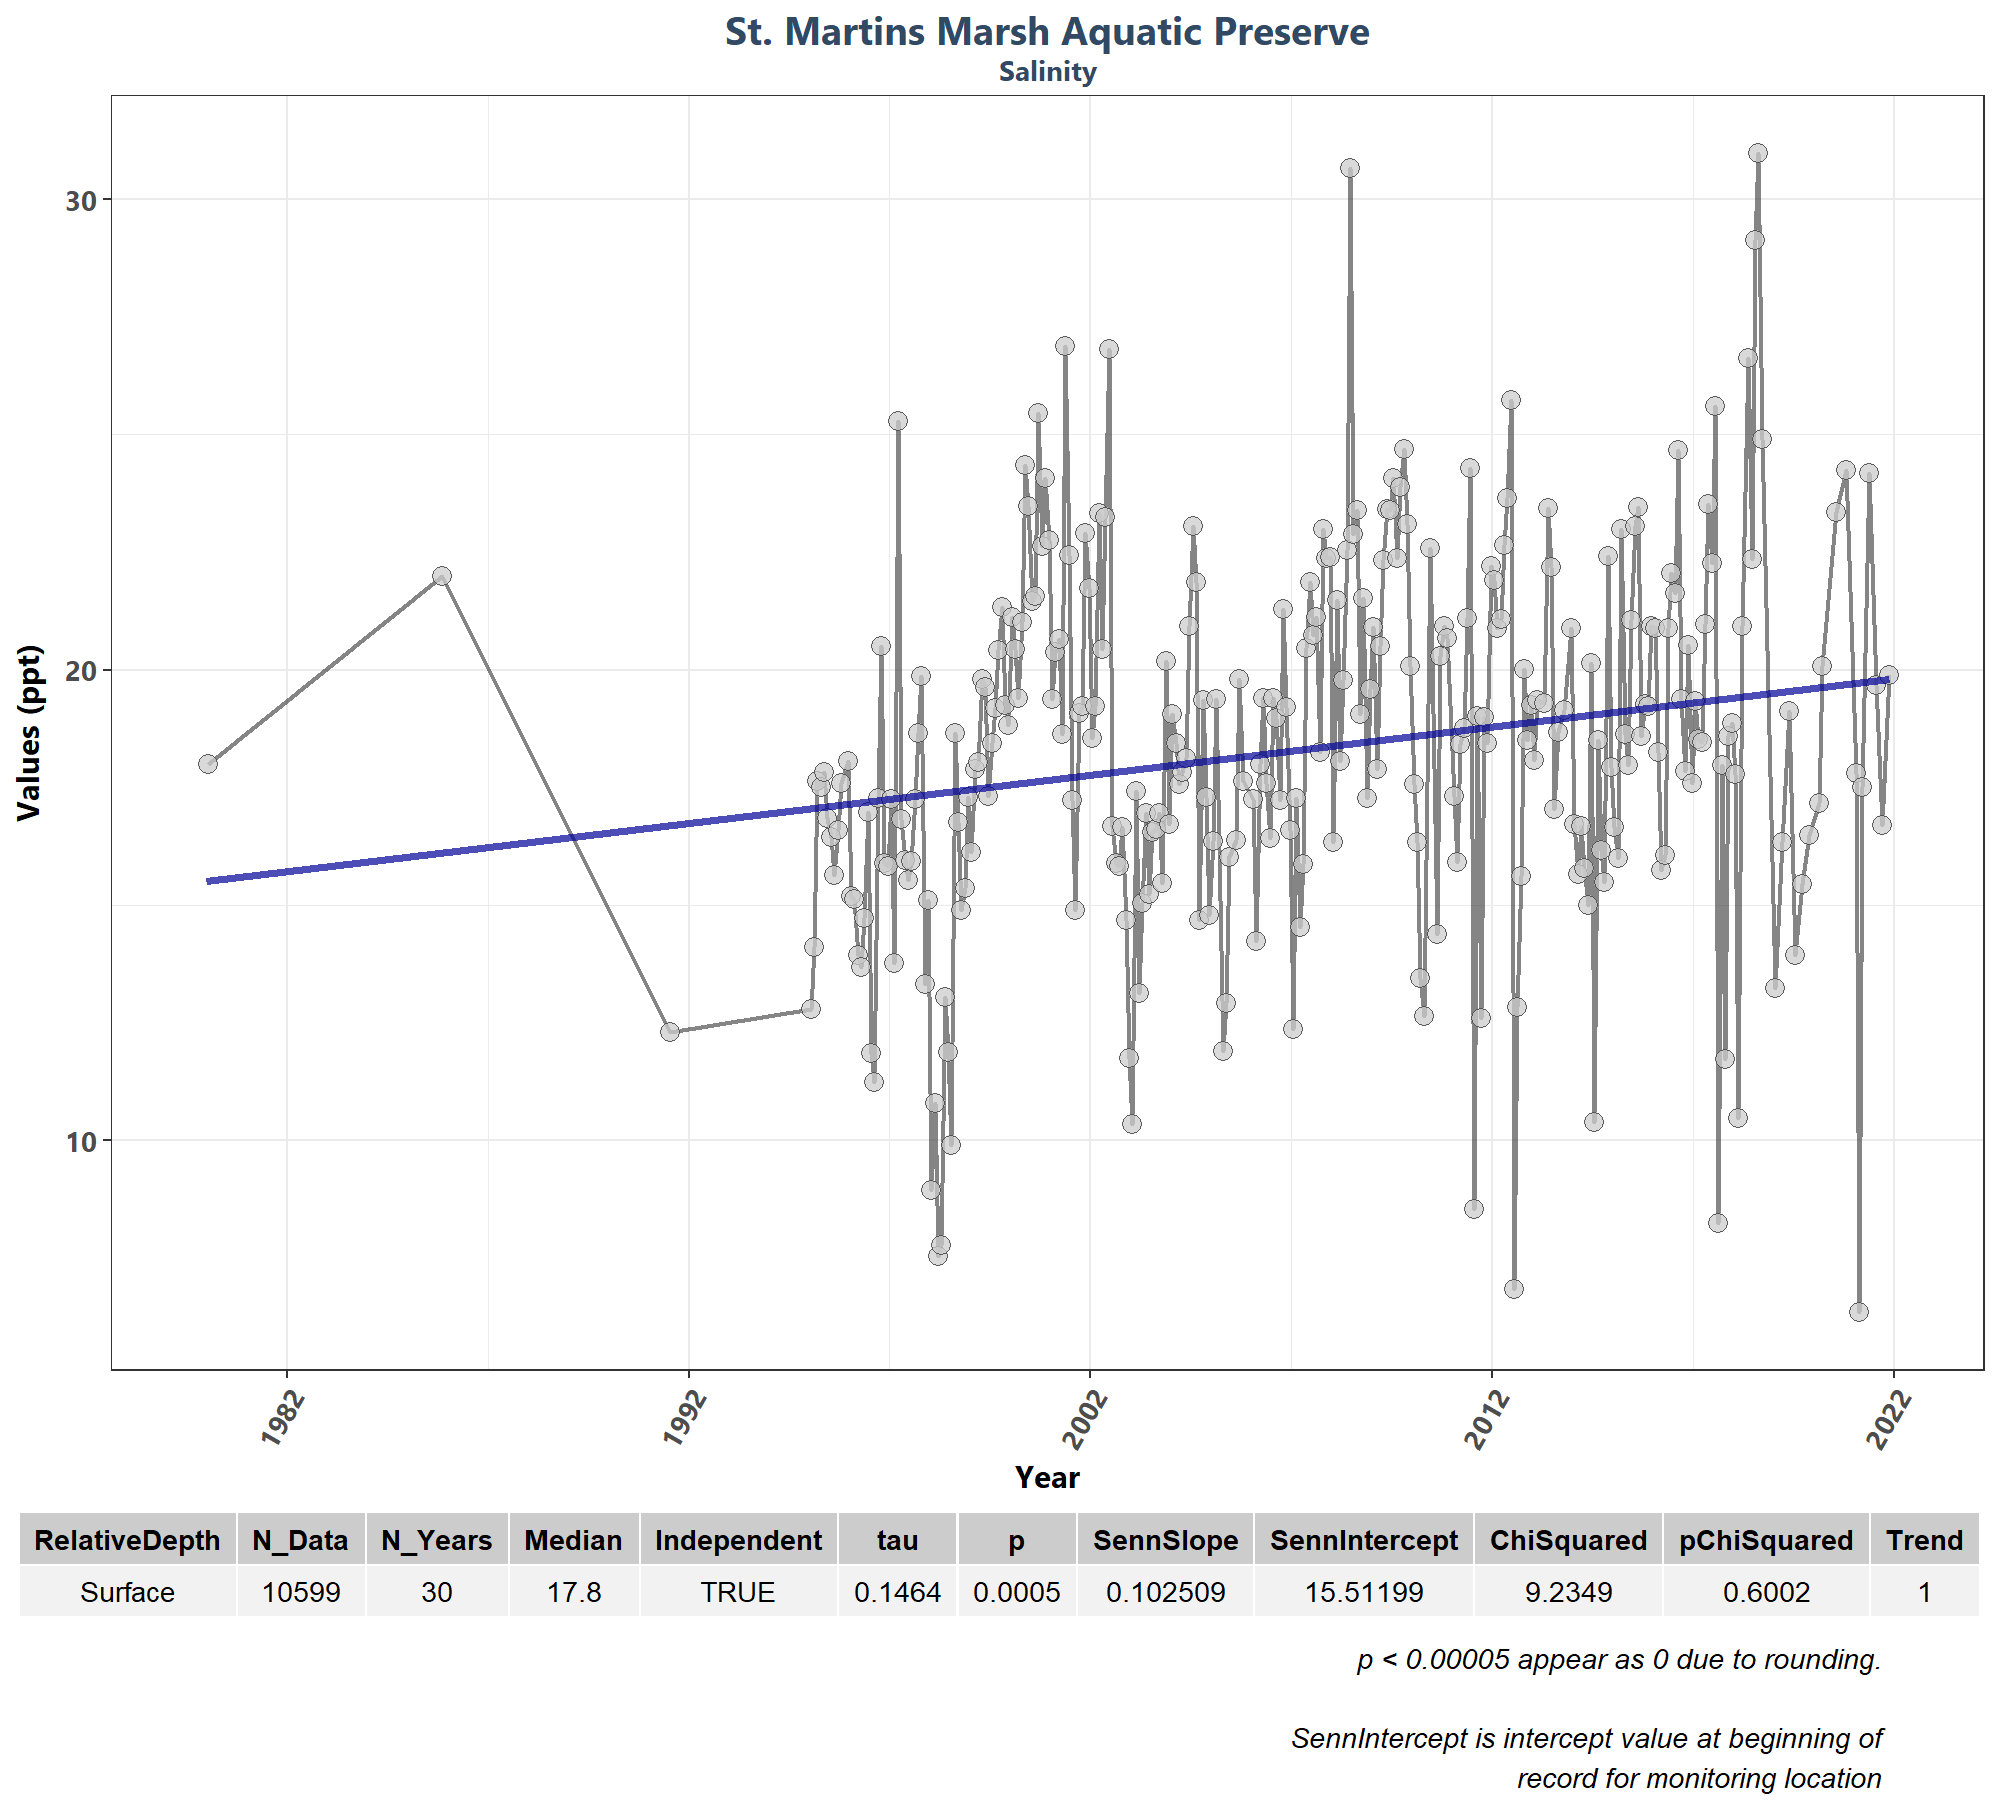 St. Martins Marsh Aquatic Preserve
Salinity
Values (ppt)
30
20
10
1982
1992
2002
2012
2022
Year
RelativeDepth N_Data N_Years Median Independent tau p SennSlope SennIntercept ChiSquared pChiSquared Trend
Surface 10599 30 17.8 TRUE 0.1464 0.0005 0.102509 15.51199 9.2349 0.6002 1
p < 0.00005 appear as 0 due to rounding.
SennIntercept is intercept value at beginning of
record for monitoring location